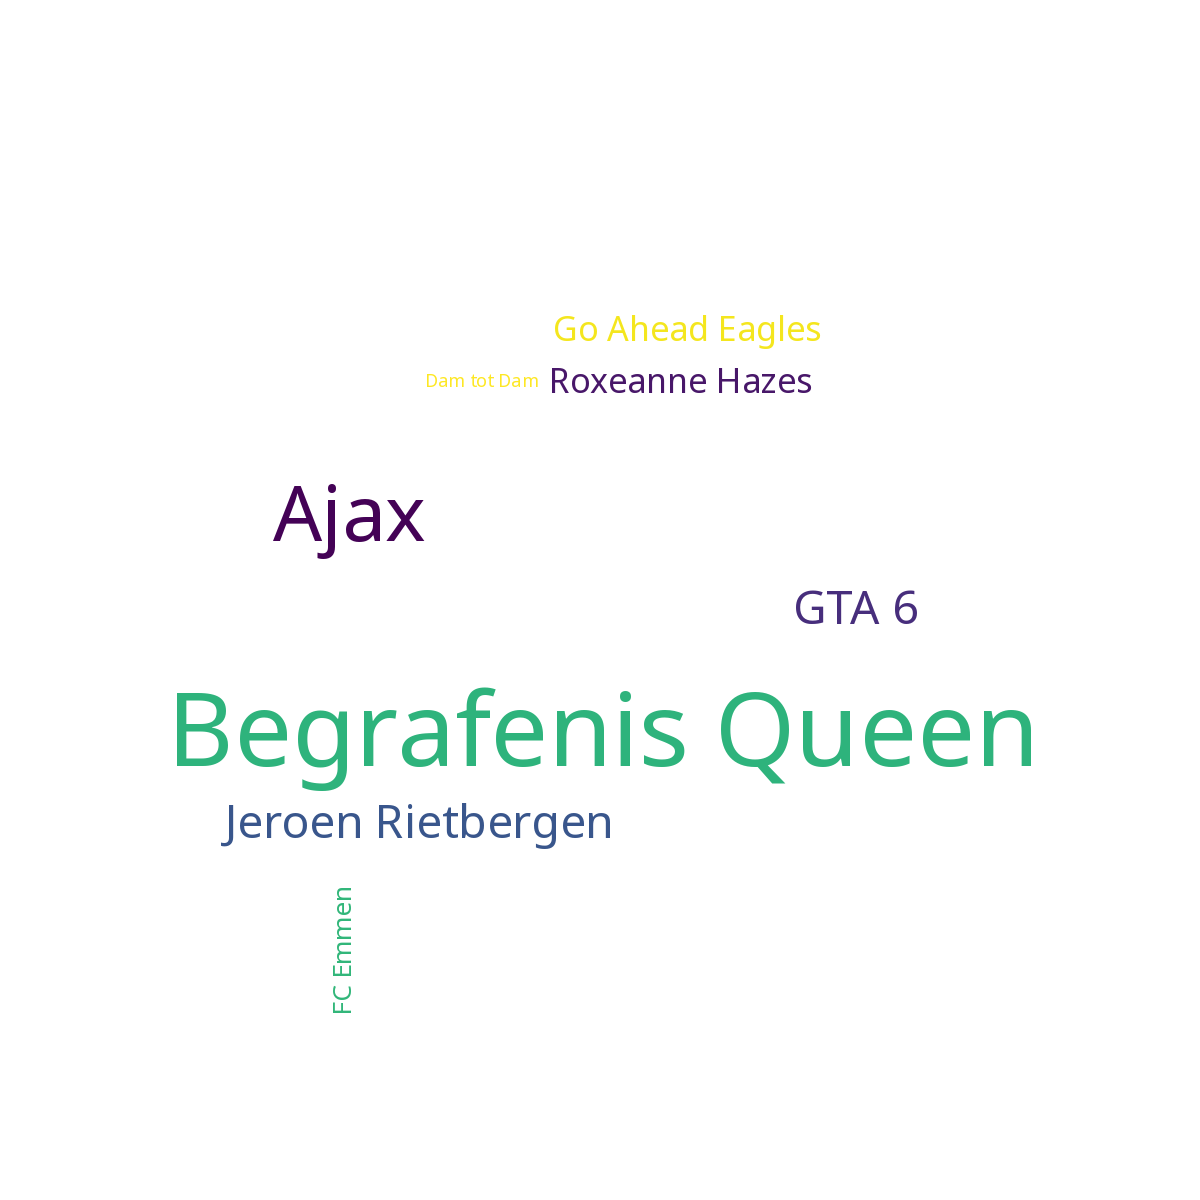 Go Ahead Eagles
Dam tot Dam
Roxeanne Hazes
Ajax
GTA 6
Begrafenis Queen
Jeroen Rietbergen
FC Emmen